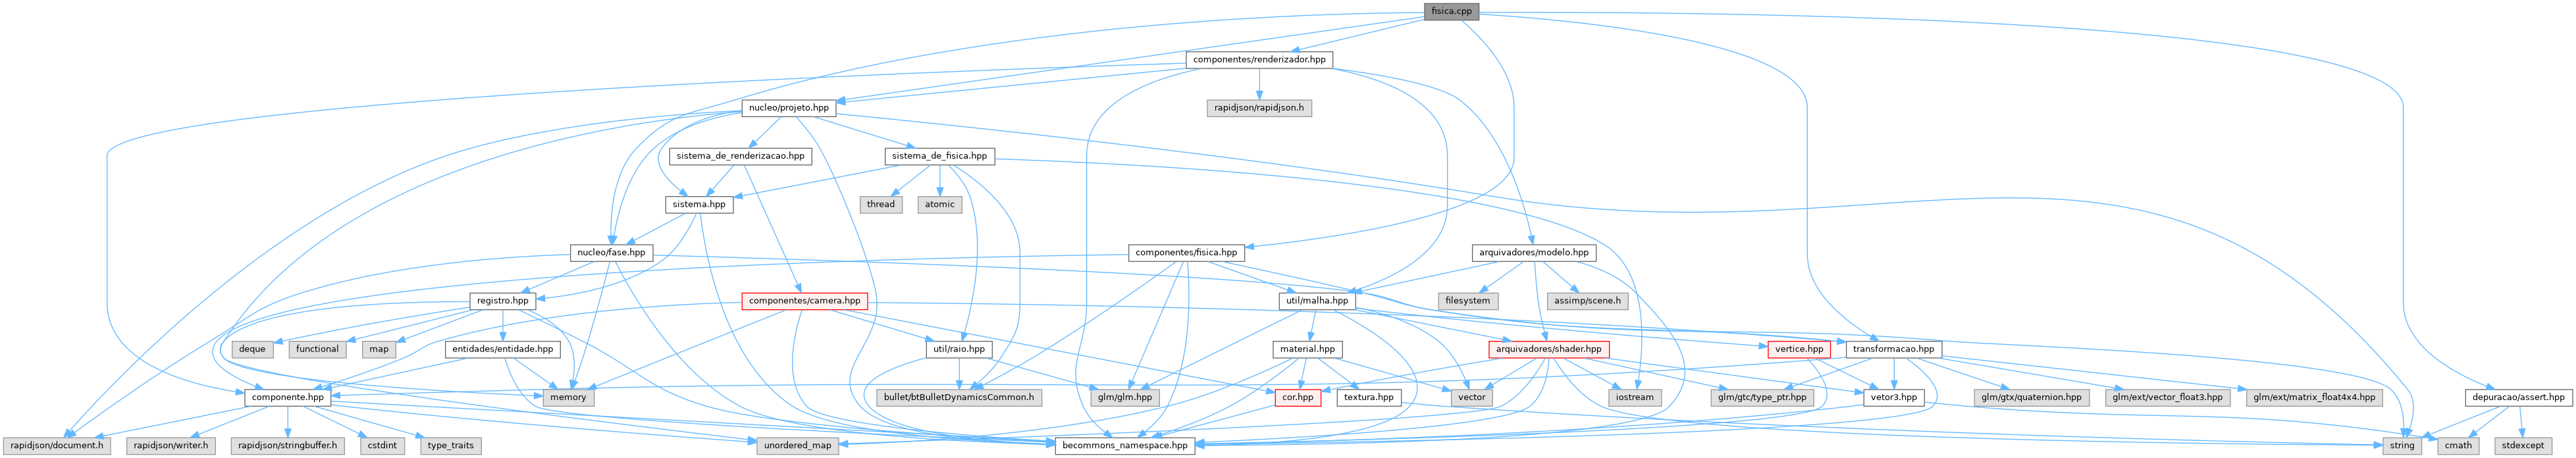 fisica.cpp
componentes/renderizador.hpp
nucleo/projeto.hpp
rapidjson/rapidjson.h
sistema_de_renderizacao.hpp
sistema_de_fisica.hpp
sistema.hpp
thread
atomic
nucleo/fase.hpp
componentes/fisica.hpp
arquivadores/modelo.hpp
registro.hpp
componentes/camera.hpp
util/malha.hpp
filesystem
assimp/scene.h
deque
functional
map
entidades/entidade.hpp
util/raio.hpp
material.hpp
arquivadores/shader.hpp
vertice.hpp
transformacao.hpp
componente.hpp
memory
bullet/btBulletDynamicsCommon.h
glm/glm.hpp
cor.hpp
textura.hpp
vector
iostream
glm/gtc/type_ptr.hpp
vetor3.hpp
glm/gtx/quaternion.hpp
glm/ext/vector_float3.hpp
glm/ext/matrix_float4x4.hpp
depuracao/assert.hpp
rapidjson/document.h
rapidjson/writer.h
rapidjson/stringbuffer.h
cstdint
type_traits
unordered_map
becommons_namespace.hpp
string
cmath
stdexcept